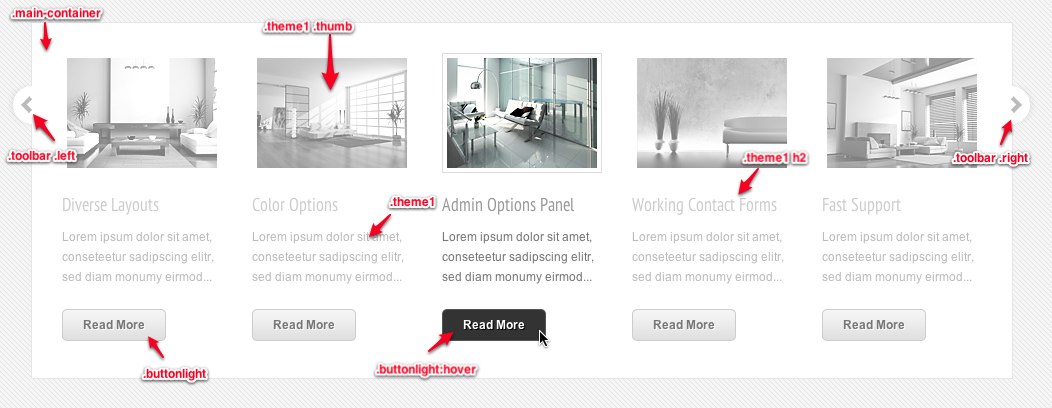 .main-container
.theme1 .thumb
.toolbar .left
.toolbar .right
.theme1 h2
.theme1
Diverse Layouts
Lorem ipsum dolor sit amet,
conseteetur sadipscing elitr,
sed diam monumy eirmod...
Read More
Color Options
Lorem ipsum dolor sit amet,
conseteetur sadipscing elitr,
sed diam monumy eirmod...
Read More
Admin Options Panel
Lorem ipsum dolor sit amet,
conseteetur sadipscing elitr,
sed diam monumy eirmod...
Read More
Working Contact Forms
Lorem ipsum dolor sit amet,
conseteetur sadipscing elitr,
sed diam monumy eirmod...
Read More
Fast Support
Lorem ipsum dolor sit amet,
conseteetur sadipscing elitr,
sed diam monumy eirmod...
Read More
.buttonlight
.buttonlight:hover